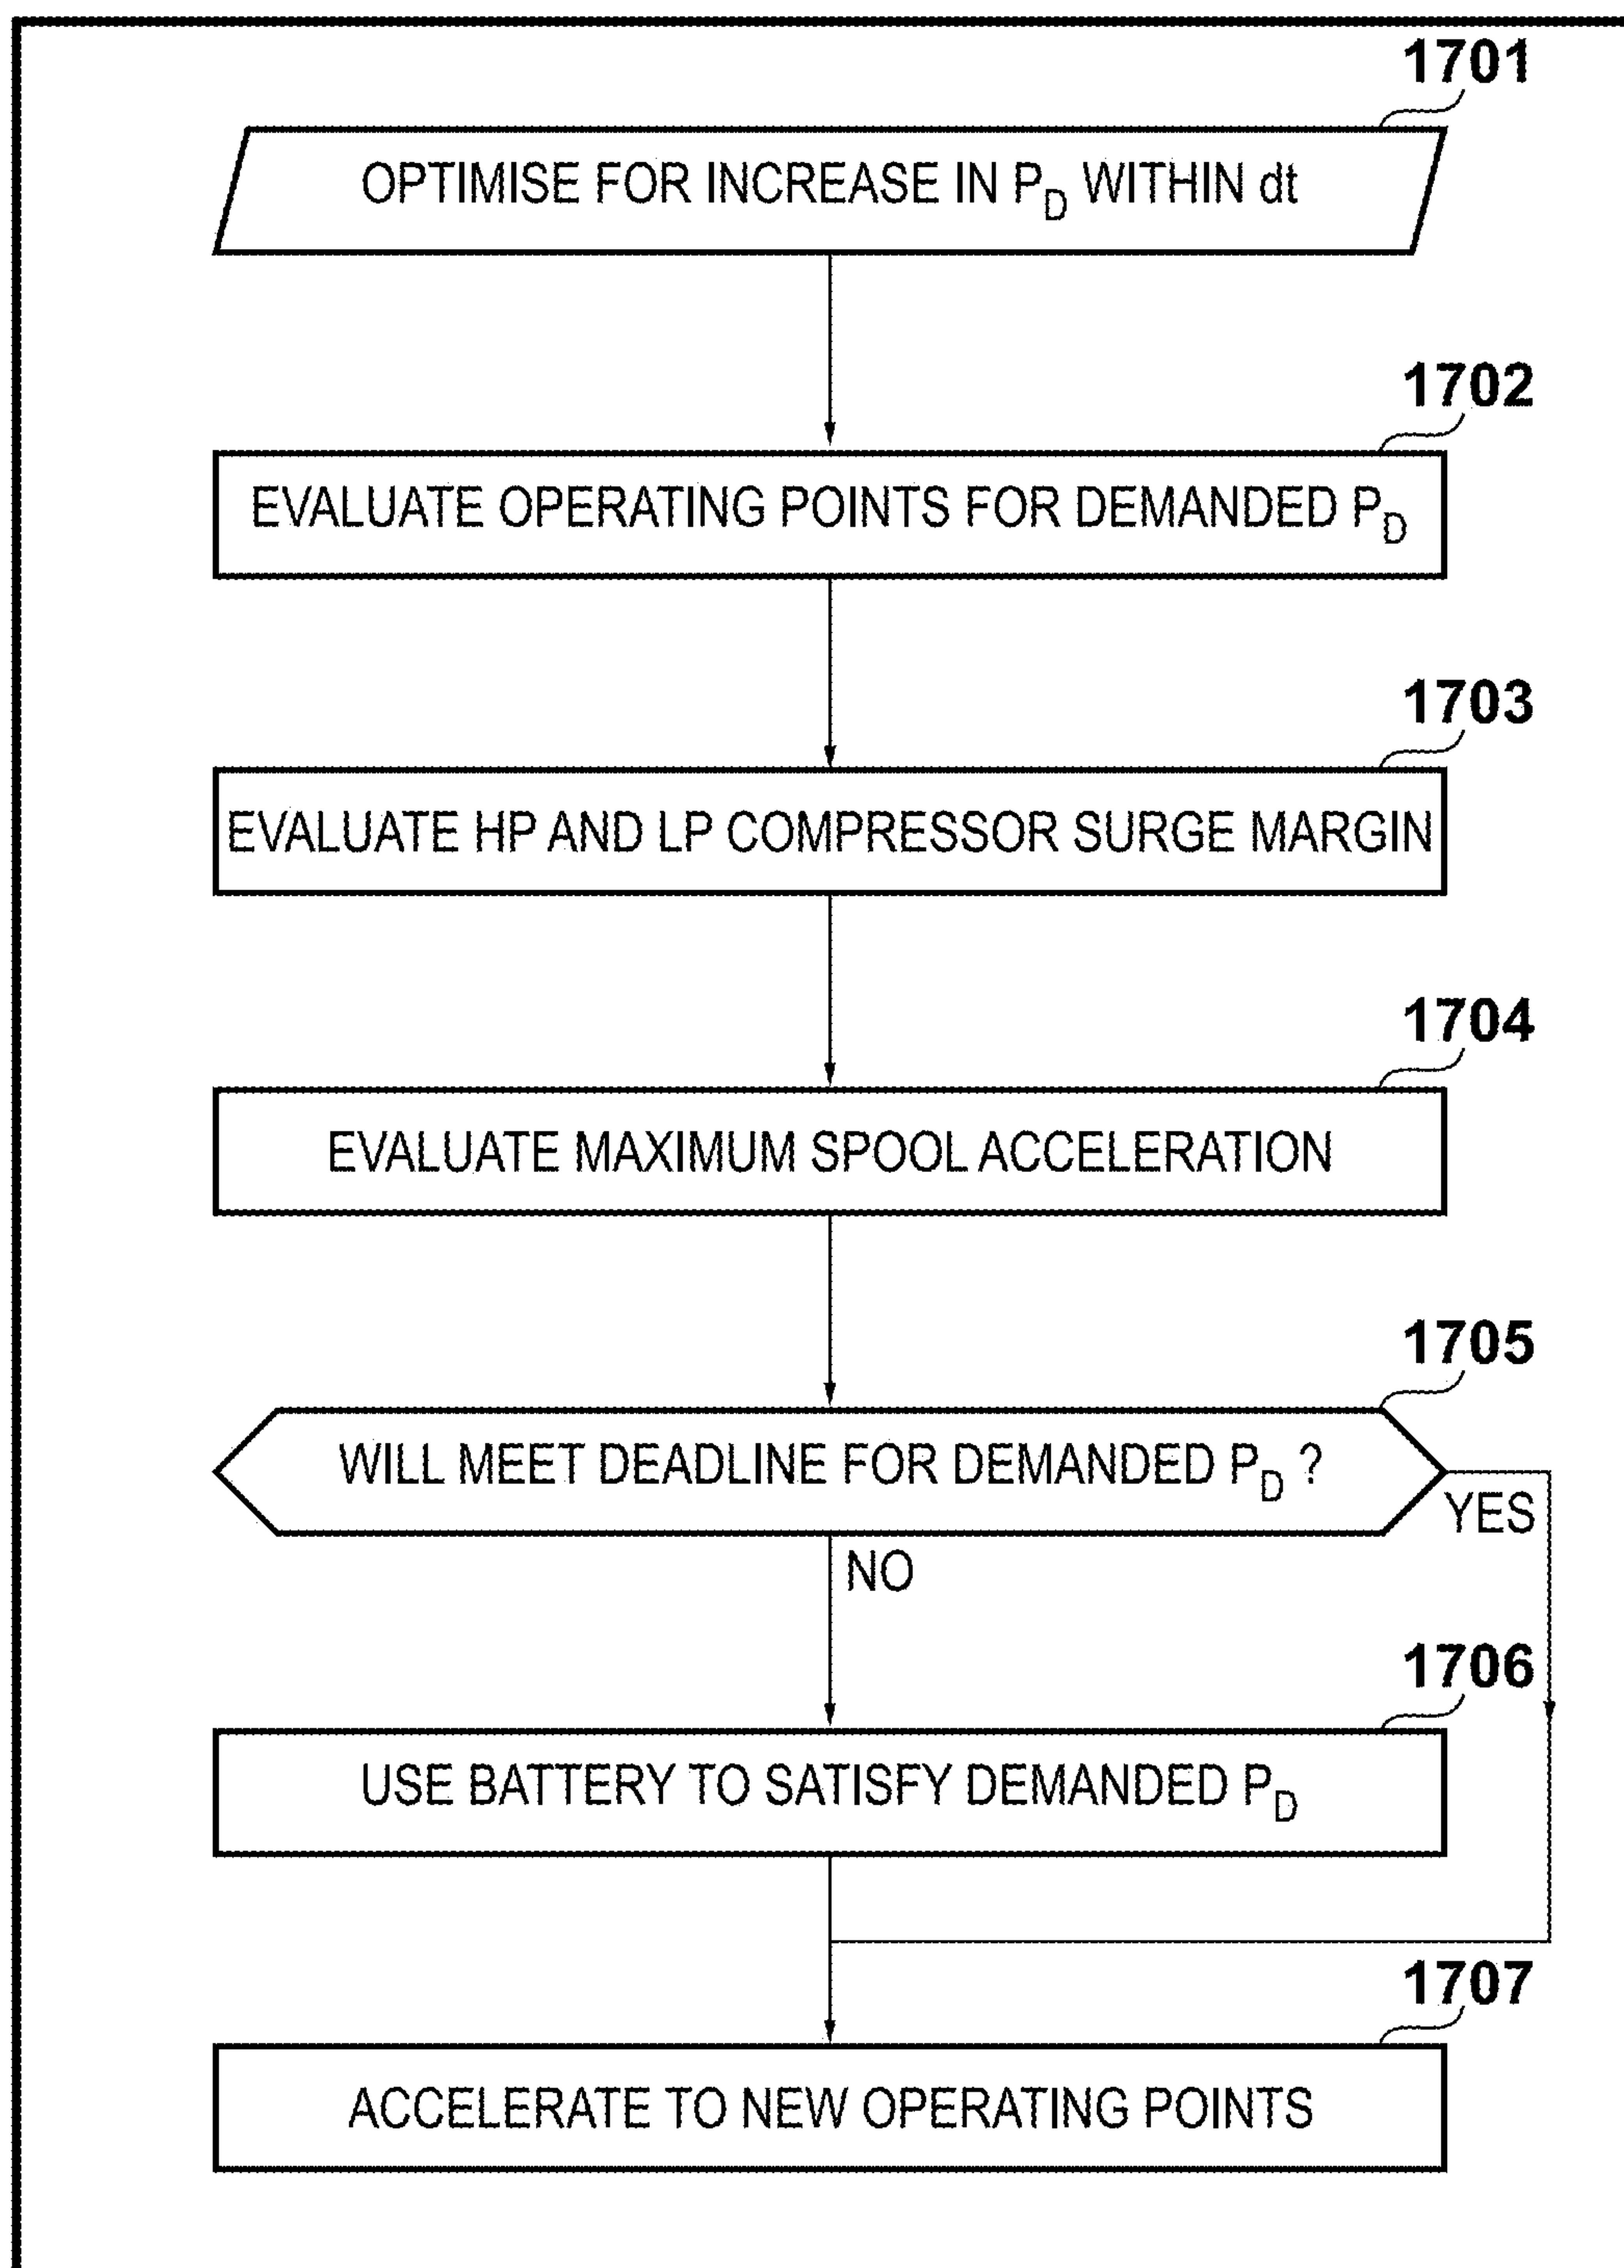 1701
OPTIMISE FOR INCREASE IN P_D WITHIN dt
1702
EVALUATE OPERATING POINTS FOR DEMANDED P_D
1703
EVALUATE HP AND LP COMPRESSOR SURGE MARGIN
1704
EVALUATE MAXIMUM SPOOL ACCELERATION
1705
WILL MEET DEADLINE FOR DEMANDED P_D ?
YES
NO
1706
USE BATTERY TO SATISFY DEMANDED P_D
1707
ACCELERATE TO NEW OPERATING POINTS